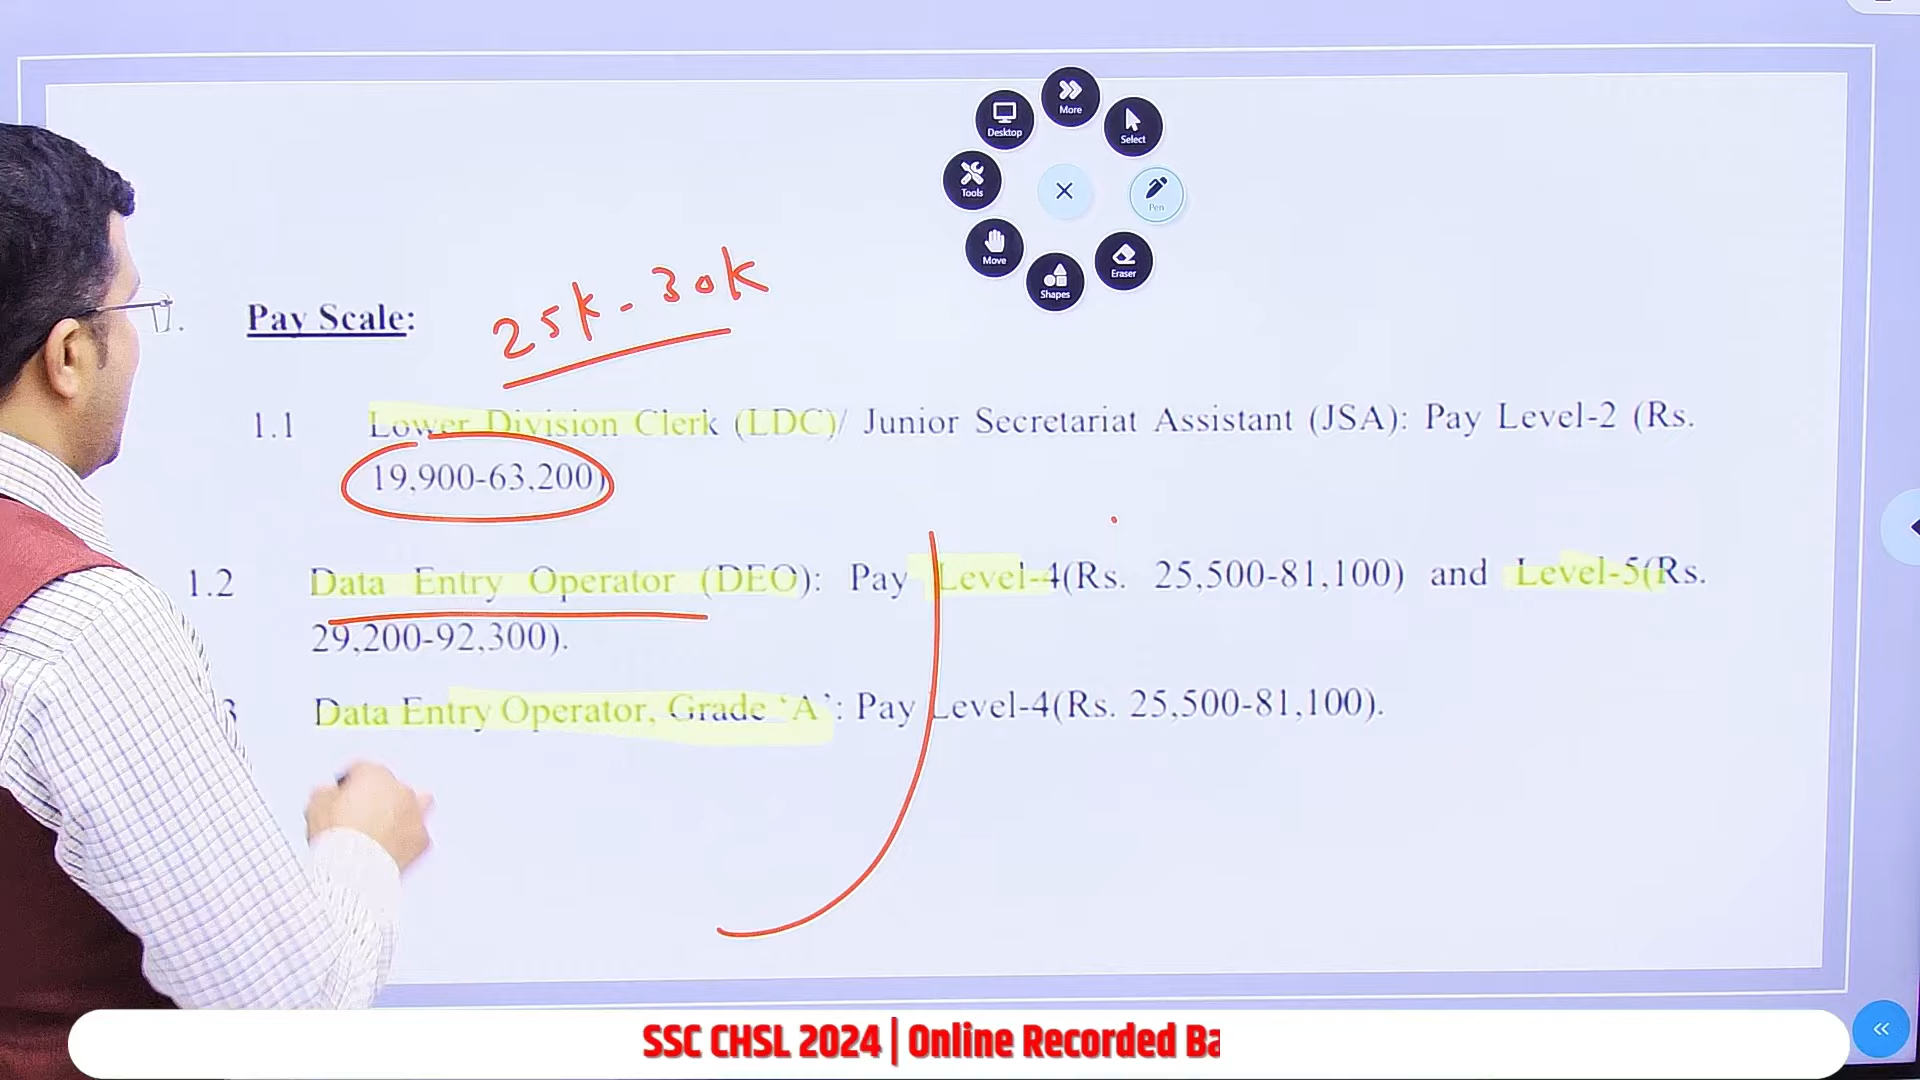 More
Desktop
Select
Tools
Pen
Move
Eraser
Shapes
25k - 30k
Pay Scale:
1.1 Lower Division Clerk (LDC)/ Junior Secretariat Assistant (JSA): Pay Level-2 (Rs.
19,900-63,200)
1.2 Data Entry Operator (DEO): Pay Level-4(Rs. 25,500-81,100) and Level-5(Rs.
29,200-92,300).
3 Data Entry Operator, Grade ‘A’: Pay Level-4(Rs. 25,500-81,100).
SSC CHSL 2024 | Online Recorded Ba